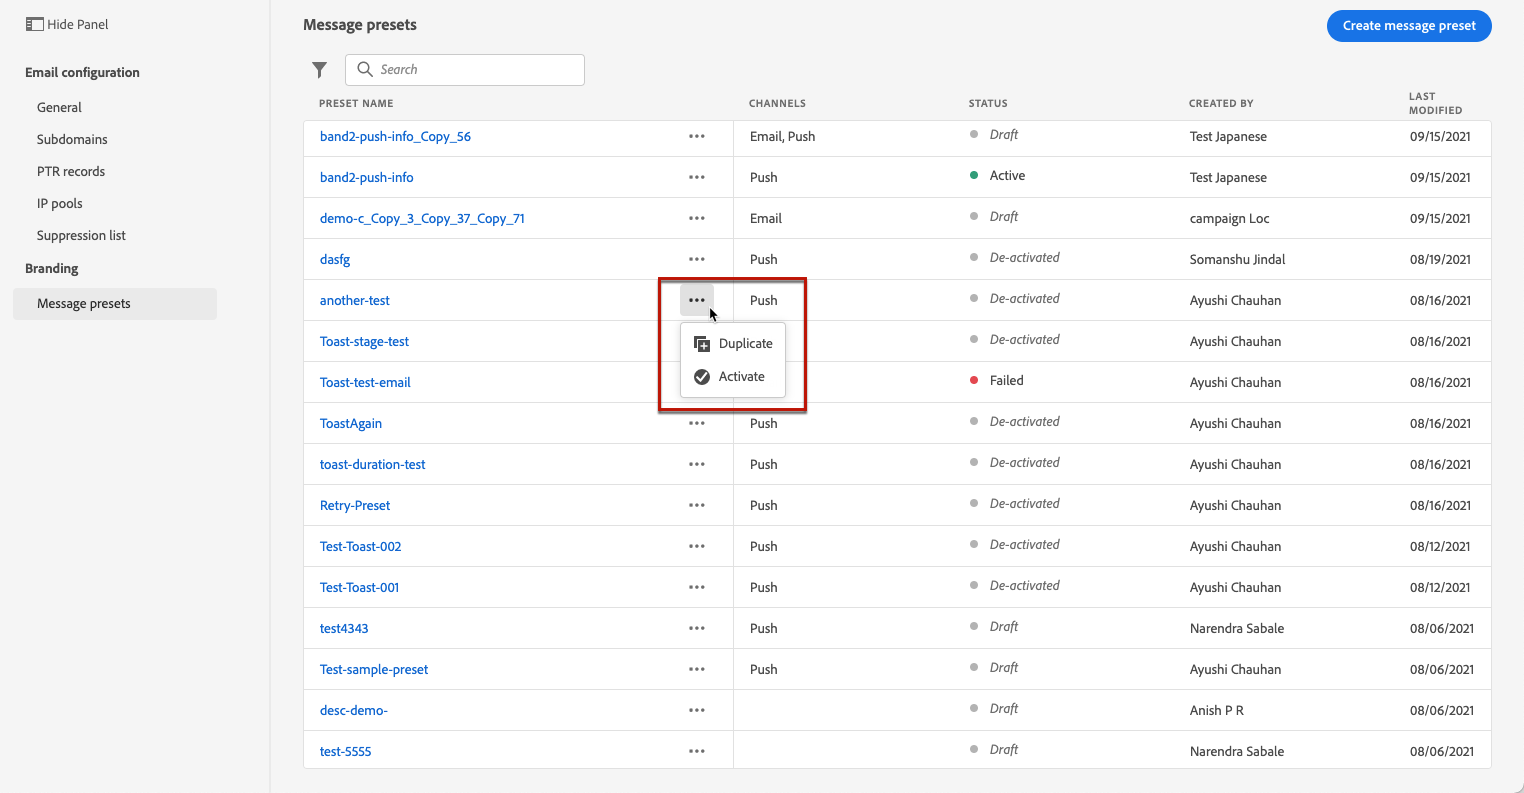 Hide Panel
Email configuration
General
Subdomains
PTR records
IP pools
Suppression list
Branding
Message presets
Message presets
Create message preset
Search
PRESET NAME CHANNELS STATUS CREATED BY LAST MODIFIED
band2-push-info_Copy_56 ••• Email, Push Draft Test Japanese 09/15/2021
band2-push-info ••• Push Active Test Japanese 09/15/2021
demo-c_Copy_3_Copy_37_Copy_71 ••• Email Draft campaign Loc 09/15/2021
dasfg ••• Push De-activated Somanshu Jindal 08/19/2021
another-test ••• Push De-activated Ayushi Chauhan 08/16/2021
Toast-stage-test De-activated Ayushi Chauhan 08/16/2021
Duplicate
Toast-test-email Failed Ayushi Chauhan 08/16/2021
Activate
ToastAgain ••• Push De-activated Ayushi Chauhan 08/16/2021
toast-duration-test ••• Push De-activated Ayushi Chauhan 08/16/2021
Retry-Preset ••• Push De-activated Ayushi Chauhan 08/16/2021
Test-Toast-002 ••• Push De-activated Ayushi Chauhan 08/12/2021
Test-Toast-001 ••• Push De-activated Ayushi Chauhan 08/12/2021
test4343 ••• Push Draft Narendra Sabale 08/06/2021
Test-sample-preset ••• Push Draft Ayushi Chauhan 08/06/2021
desc-demo- ••• Draft Anish P R 08/06/2021
test-5555 ••• Draft Narendra Sabale 08/06/2021